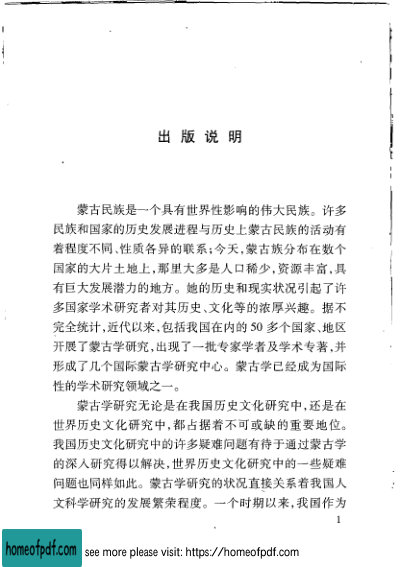 出版说明
蒙古民族是一个具有世界性影响的伟大民族。许多
民族和国家的历史发展进程与历史上蒙古民族的活动有
着程度不同、性质各异的联系;今天,蒙古族分布在数个
国家的大片土地上,那里大多是人口稀少,资源丰富,具
有巨大发展潜力的地方。她的历史和现实状况引起了许
多国家学术研究者对其历史、文化等的浓厚兴趣。据不
完全统计,近代以来,包括我国在内的 50 多个国家、地区
开展了蒙古学研究,出现了一批专家学者及学术专著,并
形成了几个国际蒙古学研究中心。蒙古学已经成为国际
性的学术研究领域之一。
蒙古学研究无论是在我国历史文化研究中,还是在
世界历史文化研究中,都占据着不可或缺的重要地位。
我国历史文化研究中的许多疑难问题有待于通过蒙古学
的深入研究得以解决,世界历史文化研究中的一些疑难
问题也同样如此。蒙古学研究的状况直接关系着我国人
文科学研究的发展繁荣程度。一个时期以来,我国作为
1
homeofpdf.com
see more please visit: https://homeofpdf.com